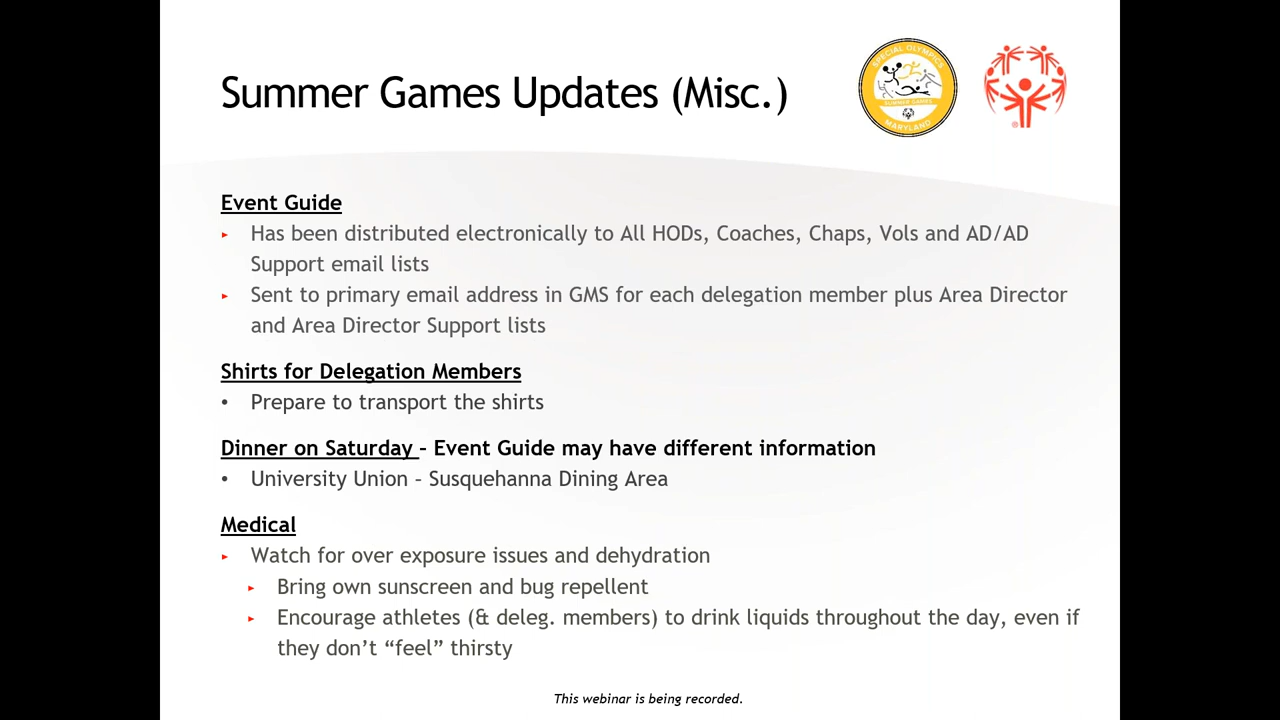 Summer Games Updates (Misc.)
SPECIAL OLYMPICS
SUMMER GAMES
MARYLAND
Event Guide
▸ Has been distributed electronically to All HODs, Coaches, Chaps, Vols and AD/AD
Support email lists
▸ Sent to primary email address in GMS for each delegation member plus Area Director
and Area Director Support lists
Shirts for Delegation Members
• Prepare to transport the shirts
Dinner on Saturday – Event Guide may have different information
• University Union – Susquehanna Dining Area
Medical
▸ Watch for over exposure issues and dehydration
▸ Bring own sunscreen and bug repellent
▸ Encourage athletes (& deleg. members) to drink liquids throughout the day, even if
they don’t “feel” thirsty
This webinar is being recorded.